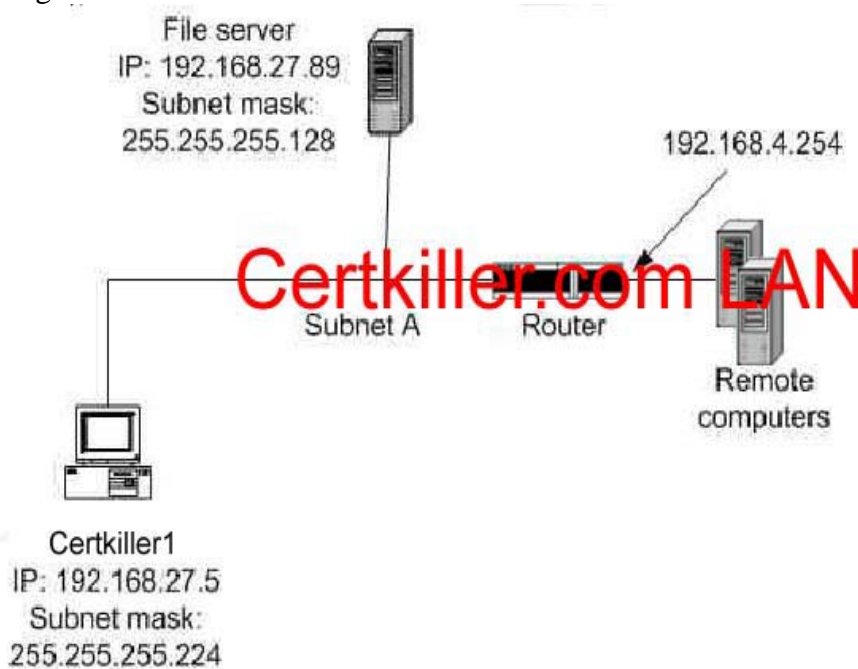 File server
IP: 192.168.27.89
Subnet mask:
255.255.255.128
192.168.4.254
Certkiller.com LAN
Subnet A
Router
Remote
computers
Certkiller1
IP: 192.168.27.5
Subnet mask:
255.255.255.224